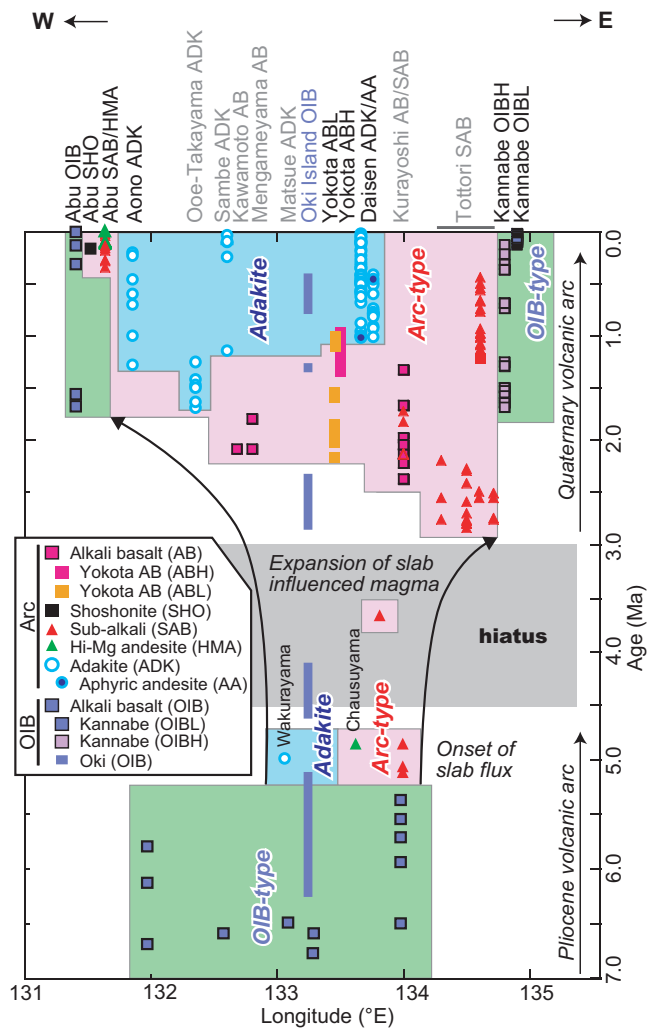 W
E
Abu OIB
Abu SHO
Abu SAB/HMA
Aono ADK
Ooe-Takayama ADK
Sambe ADK
Kawamoto AB
Mengameyama AB
Matsue ADK
Oki Island OIB
Yokota ABL
Yokota ABH
Daisen ADK/AA
Kurayoshi AB/SAB
Tottori SAB
Kannabe OIBH
Kannabe OIBL
Adakite
Arc-type
OIB-type
Quaternary volcanic arc
0.0
1.0
2.0
3.0
4.0
5.0
6.0
7.0
Age (Ma)
Expansion of slab
influenced magma
hiatus
Arc
Alkali basalt (AB)
Yokota AB (ABH)
Yokota AB (ABL)
Shoshonite (SHO)
Sub-alkali (SAB)
Hi-Mg andesite (HMA)
Adakite (ADK)
Aphyric andesite (AA)
OIB
Alkali basalt (OIB)
Kannabe (OIBL)
Kannabe (OIBH)
Oki (OIB)
Wakurayama
Adakite
Chausuyama
Arc-type
Onset of
slab flux
OIB-type
Pliocene volcanic arc
131
132
133
134
135
Longitude (°E)